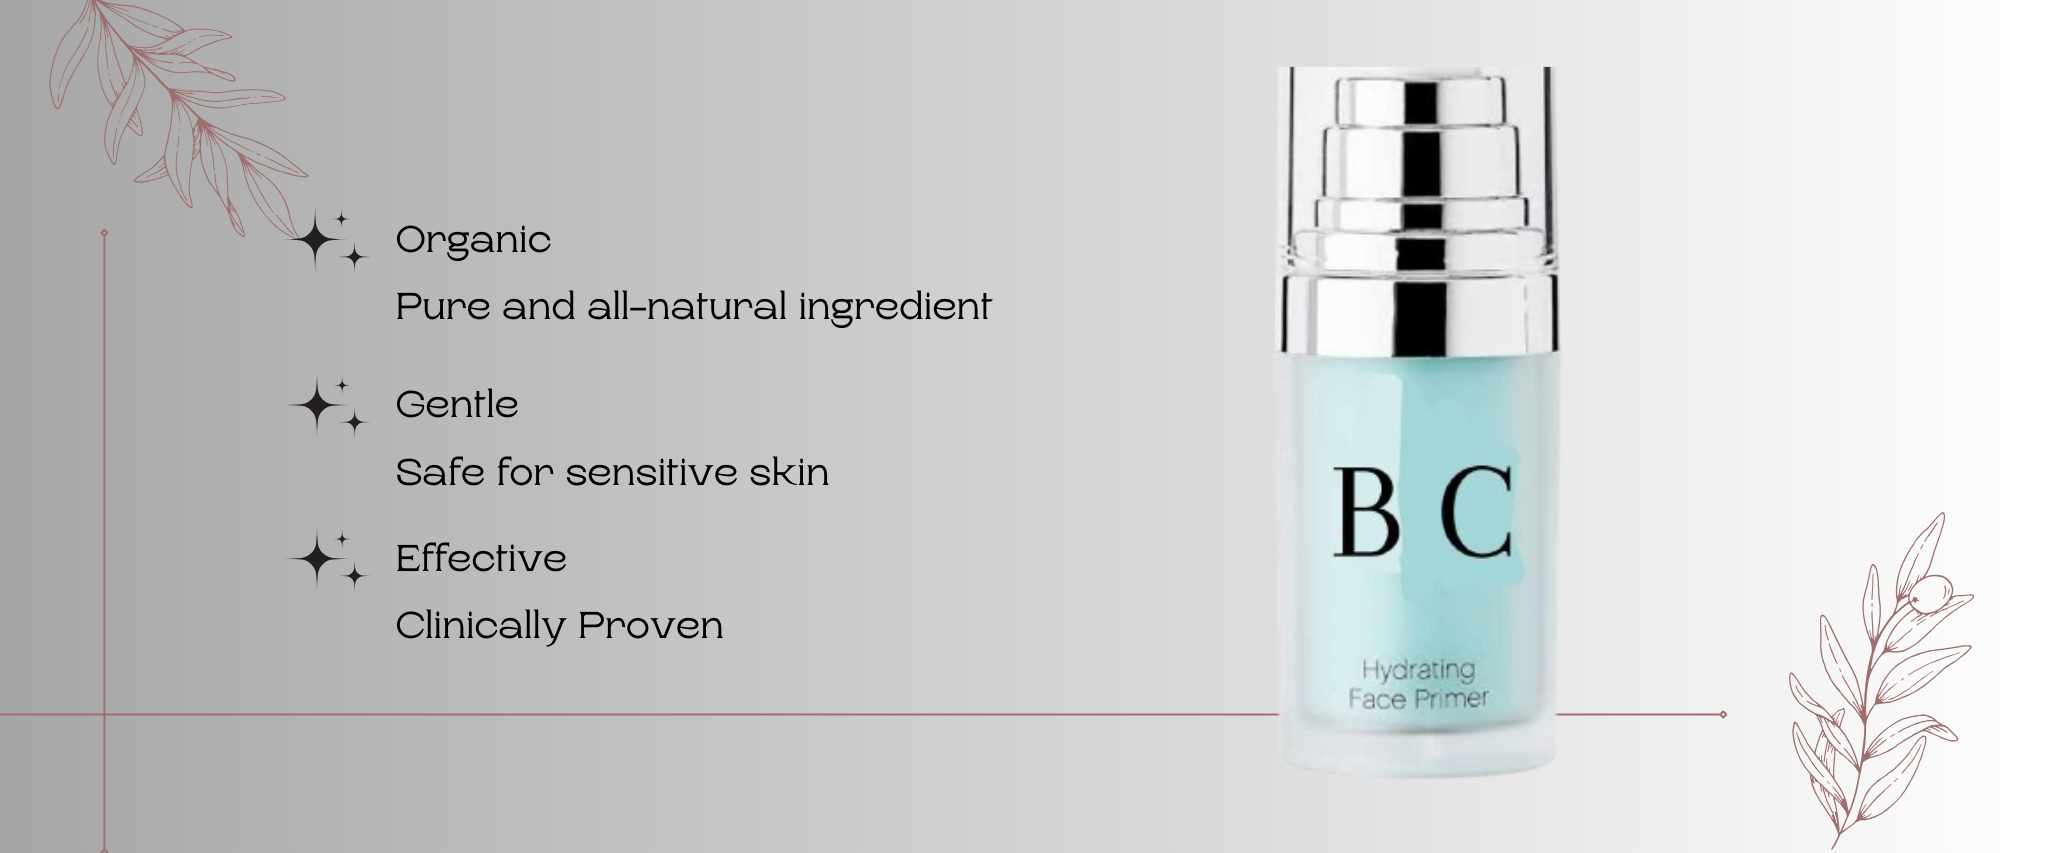 Organic
Pure and all-natural ingredient
Gentle
Safe for sensitive skin
Effective
Clinically Proven
B C
Hydrating
Face Primer